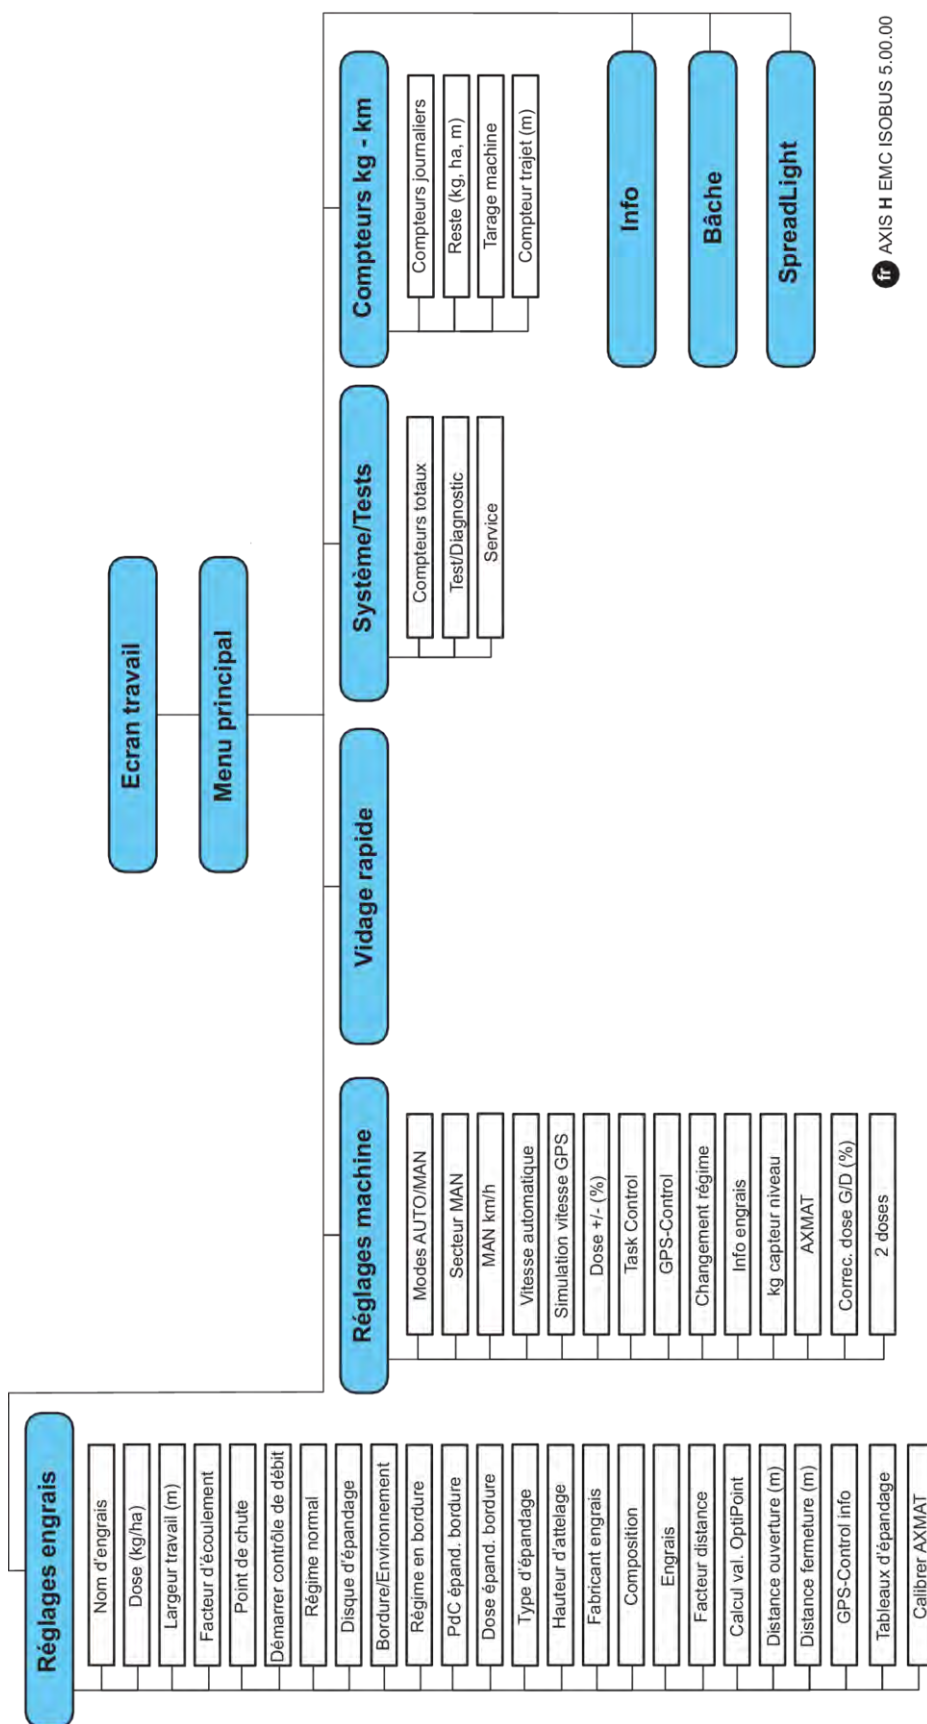 Ecran travail
Menu principal
Réglages engrais
Nom d'engrais
Dose (kg/ha)
Largeur travail (m)
Facteur d'écoulement
Point de chute
Démarrer contrôle de débit
Régime normal
Disque d'épandage
Bordure/Environnement
Régime en bordure
PdC épand. bordure
Dose épand. bordure
Type d'épandage
Hauteur d'attelage
Fabricant engrais
Composition
Engrais
Facteur distance
Calcul val. OptiPoint
Distance ouverture (m)
Distance fermeture (m)
GPS-Control info
Tableaux d'épandage
Calibrer AXMAT
Réglages machine
Modes AUTO/MAN
Secteur MAN
MAN km/h
Vitesse automatique
Simulation vitesse GPS
Dose +/- (%)
Task Control
GPS-Control
Changement régime
Info engrais
kg capteur niveau
AXMAT
Correc. dose G/D (%)
2 doses
Vidage rapide
Système/Tests
Compteurs totaux
Test/Diagnostic
Service
Compteurs kg - km
Compteurs journaliers
Reste (kg, ha, m)
Tarage machine
Compteur trajet (m)
Info
Bâche
SpreadLight
fr AXIS H EMC ISOBUS 5.00.00